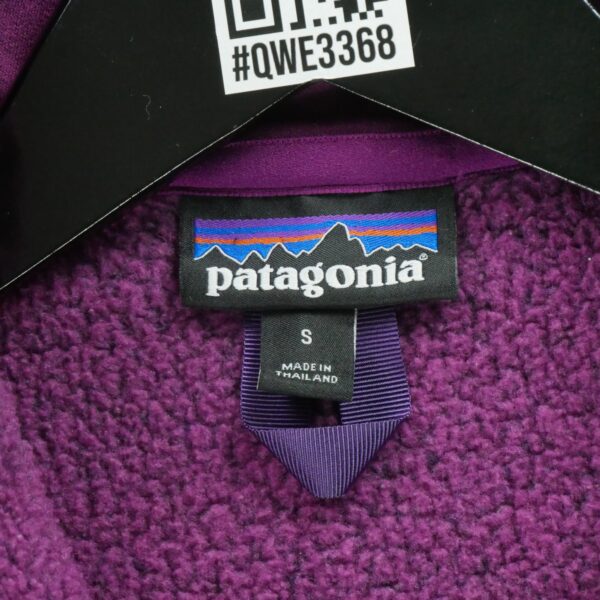 #QWE3368
patagonia®
S
MADE IN
THAILAND